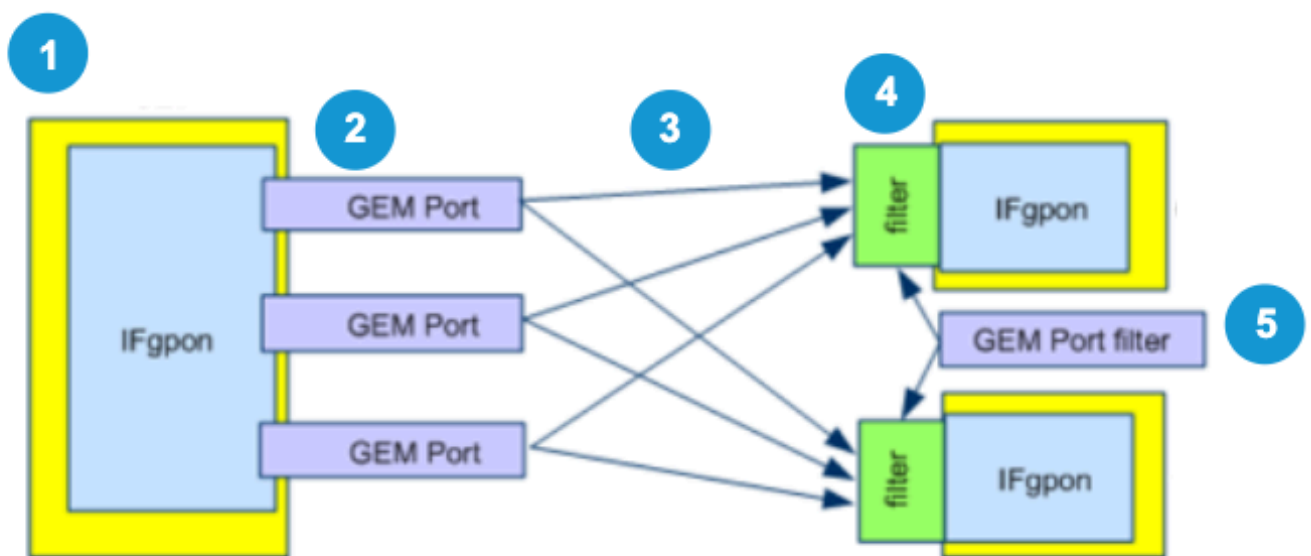 1
2
3
4
GEM Port
filter
IFgpon
GEM Port
IFgpon
GEM Port filter
5
GEM Port
filter
IFgpon